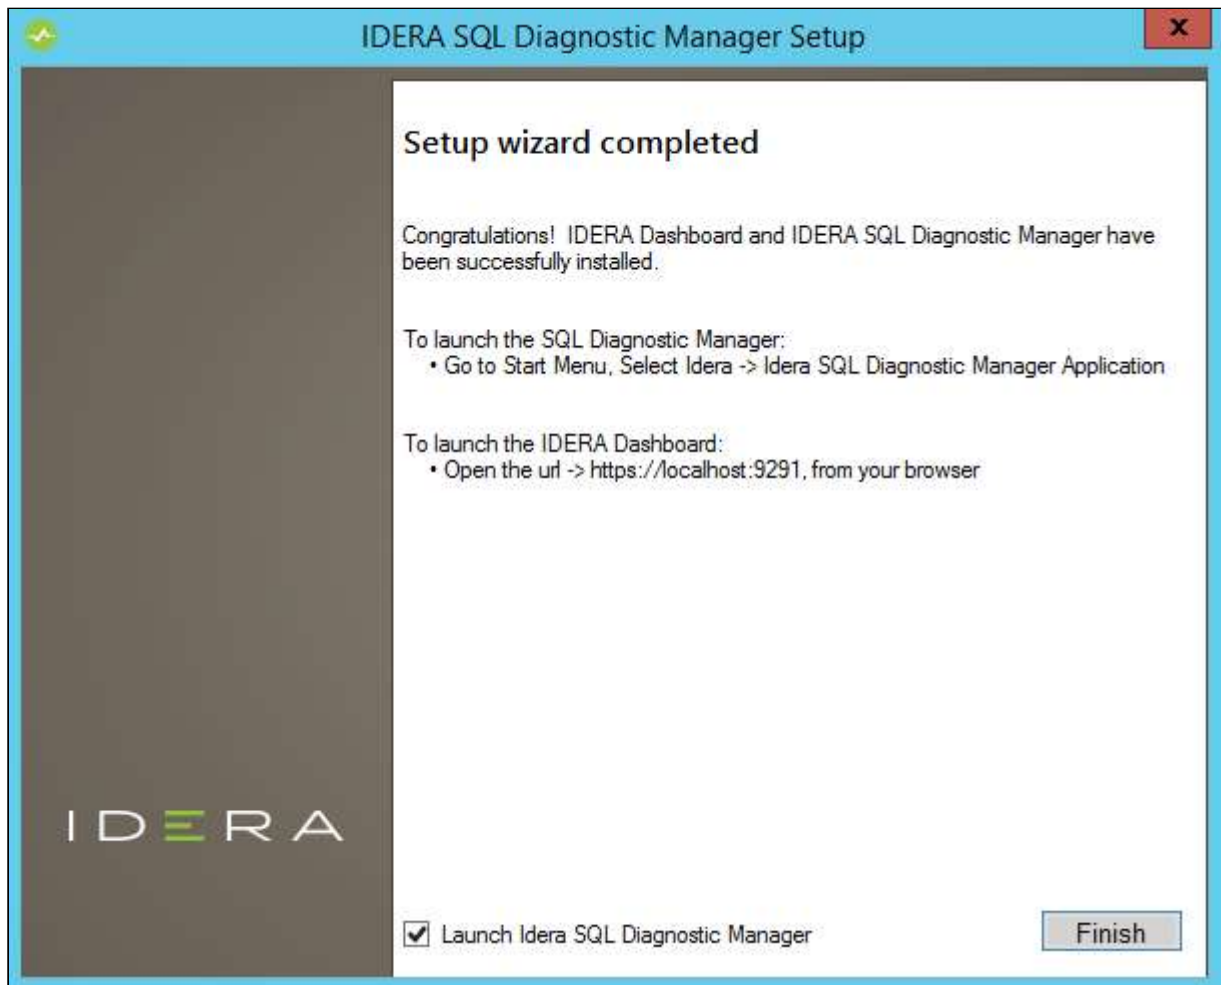 IDERA SQL Diagnostic Manager Setup
x
Setup wizard completed
Congratulations!  IDERA Dashboard and IDERA SQL Diagnostic Manager have
been successfully installed.
To launch the SQL Diagnostic Manager:
• Go to Start Menu, Select Idera -> Idera SQL Diagnostic Manager Application
To launch the IDERA Dashboard:
• Open the url -> https://localhost:9291, from your browser
IDERA
Launch Idera SQL Diagnostic Manager
Finish